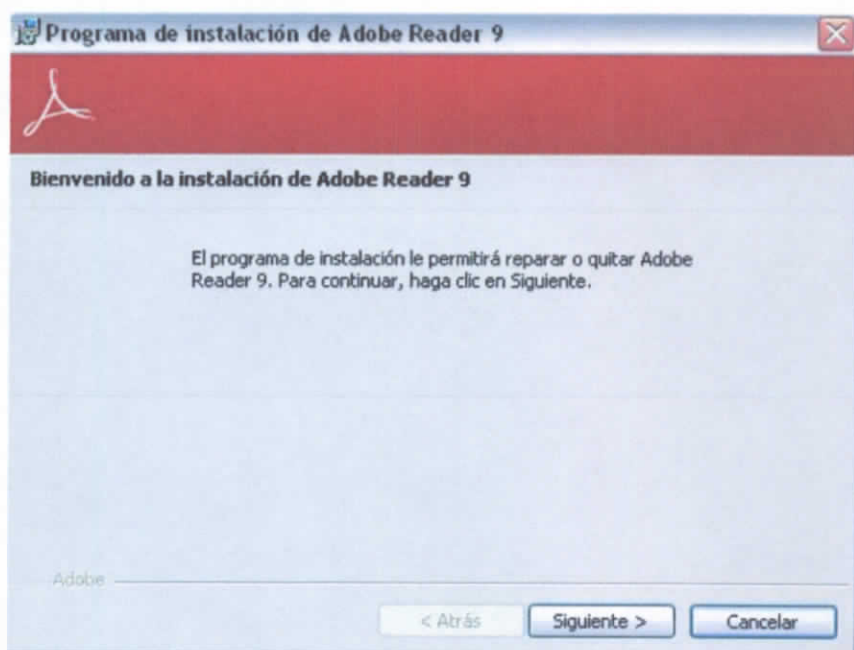 Programa de instalación de Adobe Reader 9
Bienvenido a la instalación de Adobe Reader 9
El programa de instalación le permitirá reparar o quitar Adobe
Reader 9. Para continuar, haga clic en Siguiente.
Adobe
< Atrás
Siguiente >
Cancelar